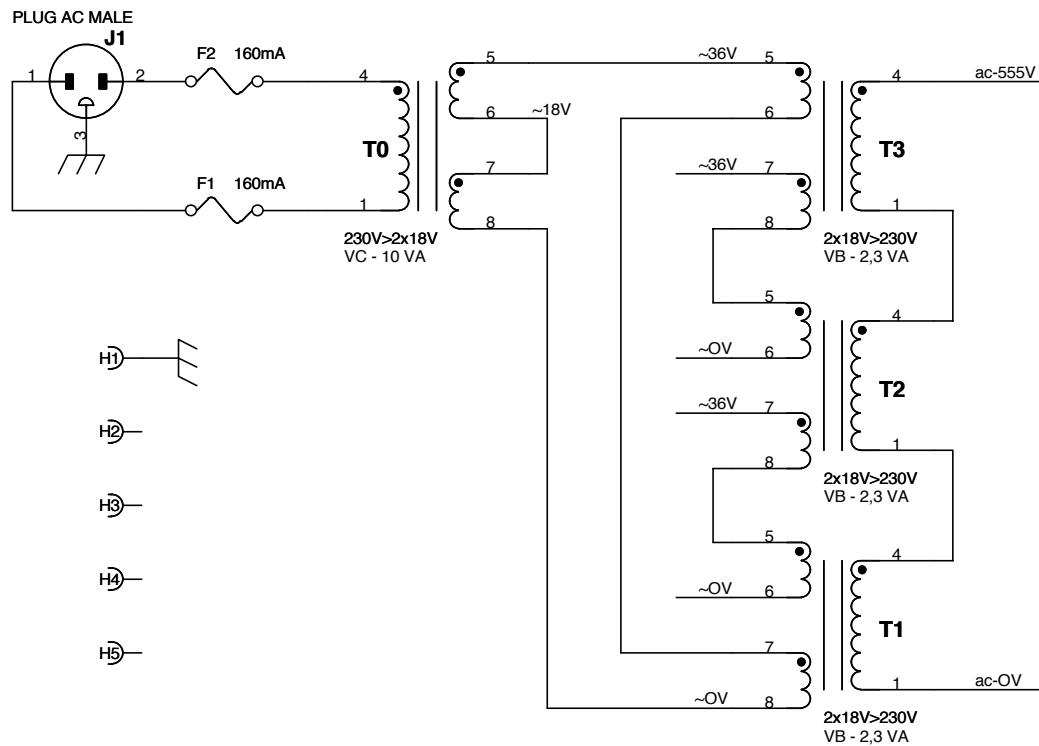 PLUG AC MALE
J1
1
2
3
F2 160mA
F1 160mA
4
1
T0
230V>2x18V
VC - 10 VA
5
6
~18V
7
8
~36V
5
6
~36V
7
8
4
ac-555V
T3
1
2x18V>230V
VB - 2,3 VA
5
~OV
6
~36V
7
8
4
T2
1
2x18V>230V
VB - 2,3 VA
5
~OV
6
7
~OV
8
4
T1
1
ac-OV
2x18V>230V
VB - 2,3 VA
H1
H2
H3
H4
H5